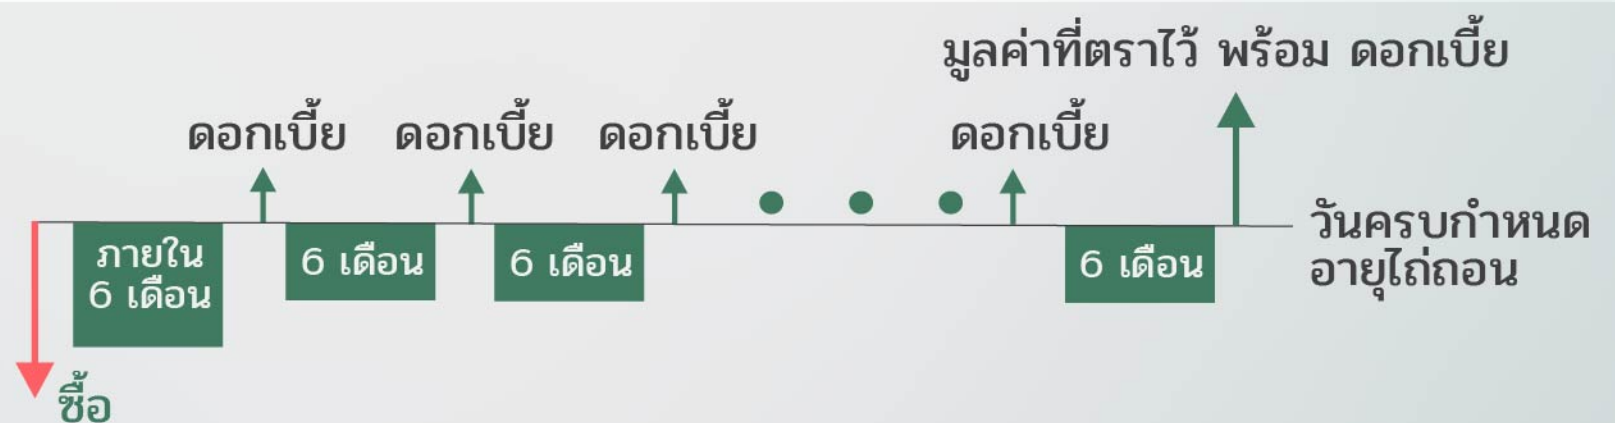 มูลค่าที่ตราไว้ พร้อม ดอกเบี้ย
ดอกเบี้ย ดอกเบี้ย ดอกเบี้ย ดอกเบี้ย
วันครบกำหนด
อายุไถ่ถอน
ภายใน
6 เดือน
6 เดือน
6 เดือน
6 เดือน
ซื้อ